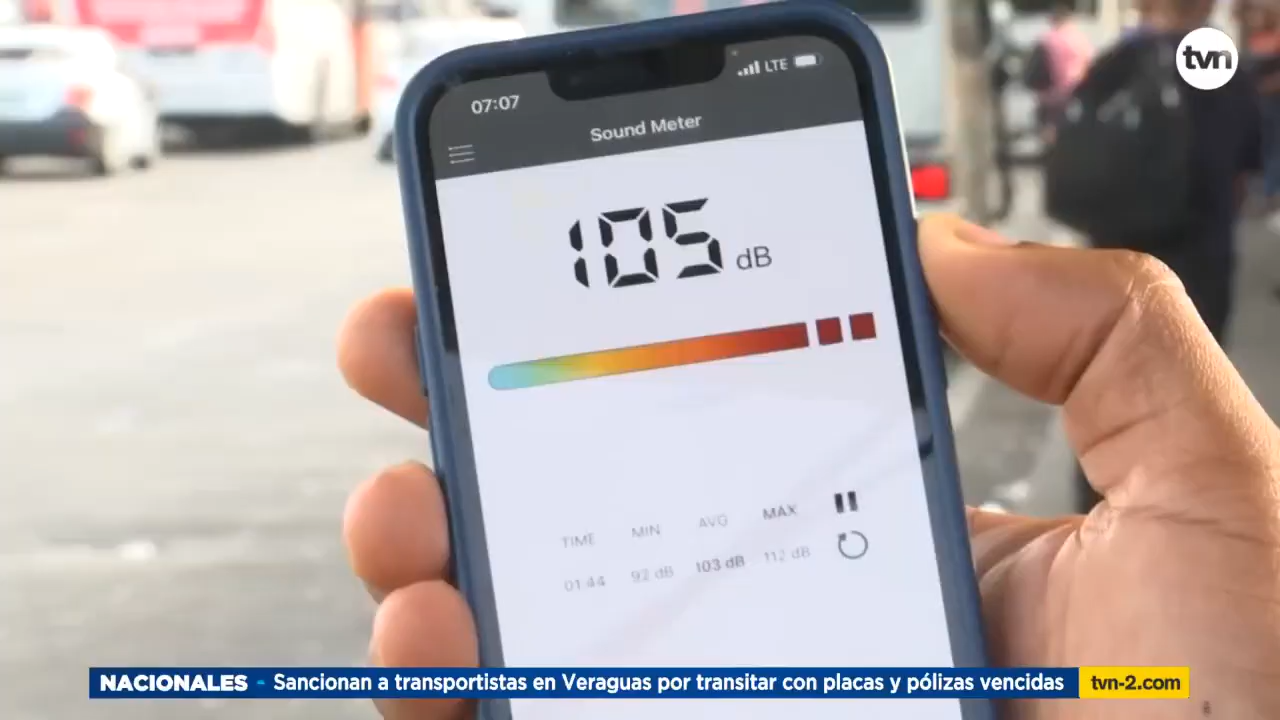 tvn
07:07
LTE
Sound Meter
105 dB
TIME MIN AVG MAX
01:44 92 dB 103 dB 112 dB
NACIONALES - Sancionan a transportistas en Veraguas por transitar con placas y pólizas vencidas
tvn-2.com